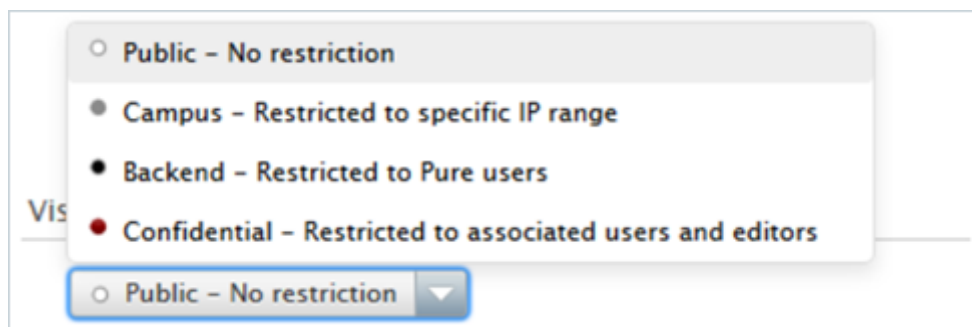 Public – No restriction
Campus – Restricted to specific IP range
Backend – Restricted to Pure users
Vis
Confidential – Restricted to associated users and editors
Public – No restriction